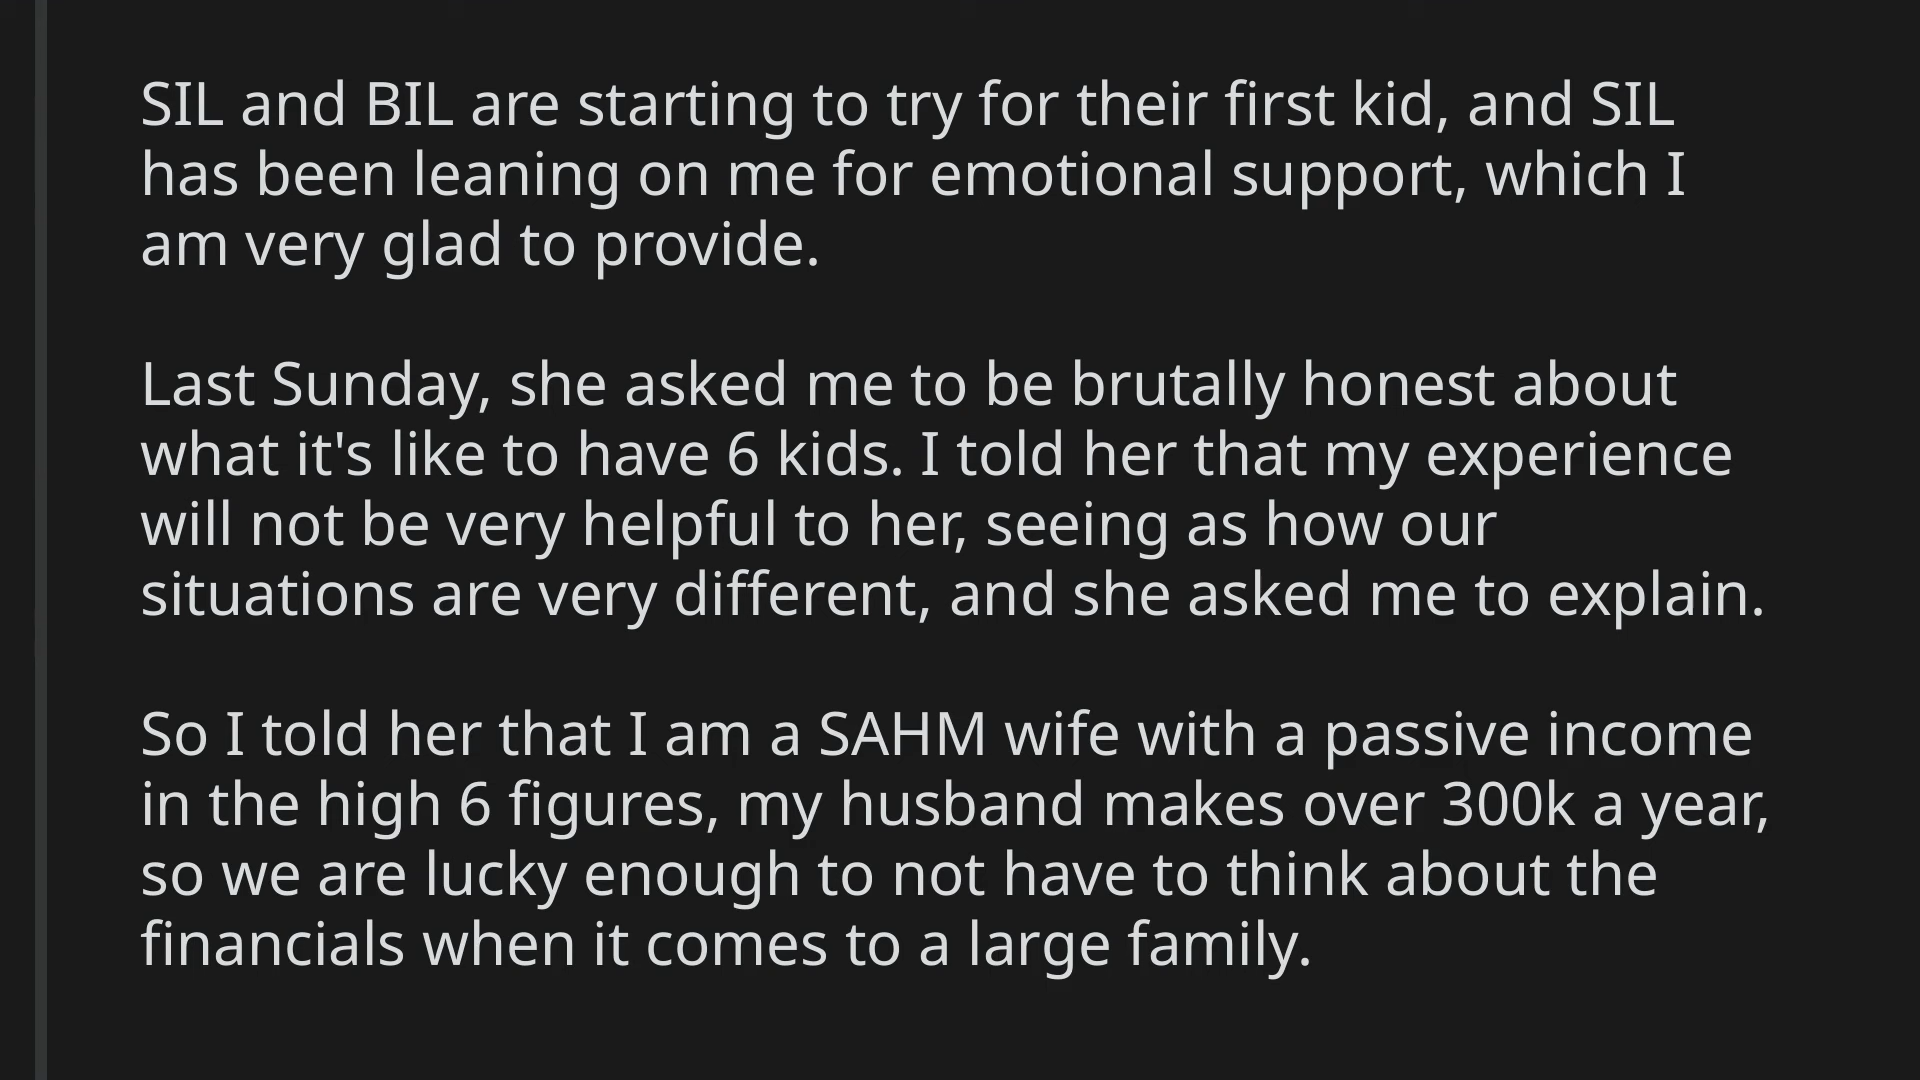 SIL and BIL are starting to try for their first kid, and SIL
has been leaning on me for emotional support, which I
am very glad to provide.
Last Sunday, she asked me to be brutally honest about
what it's like to have 6 kids. I told her that my experience
will not be very helpful to her, seeing as how our
situations are very different, and she asked me to explain.
So I told her that I am a SAHM wife with a passive income
in the high 6 figures, my husband makes over 300k a year,
so we are lucky enough to not have to think about the
financials when it comes to a large family.